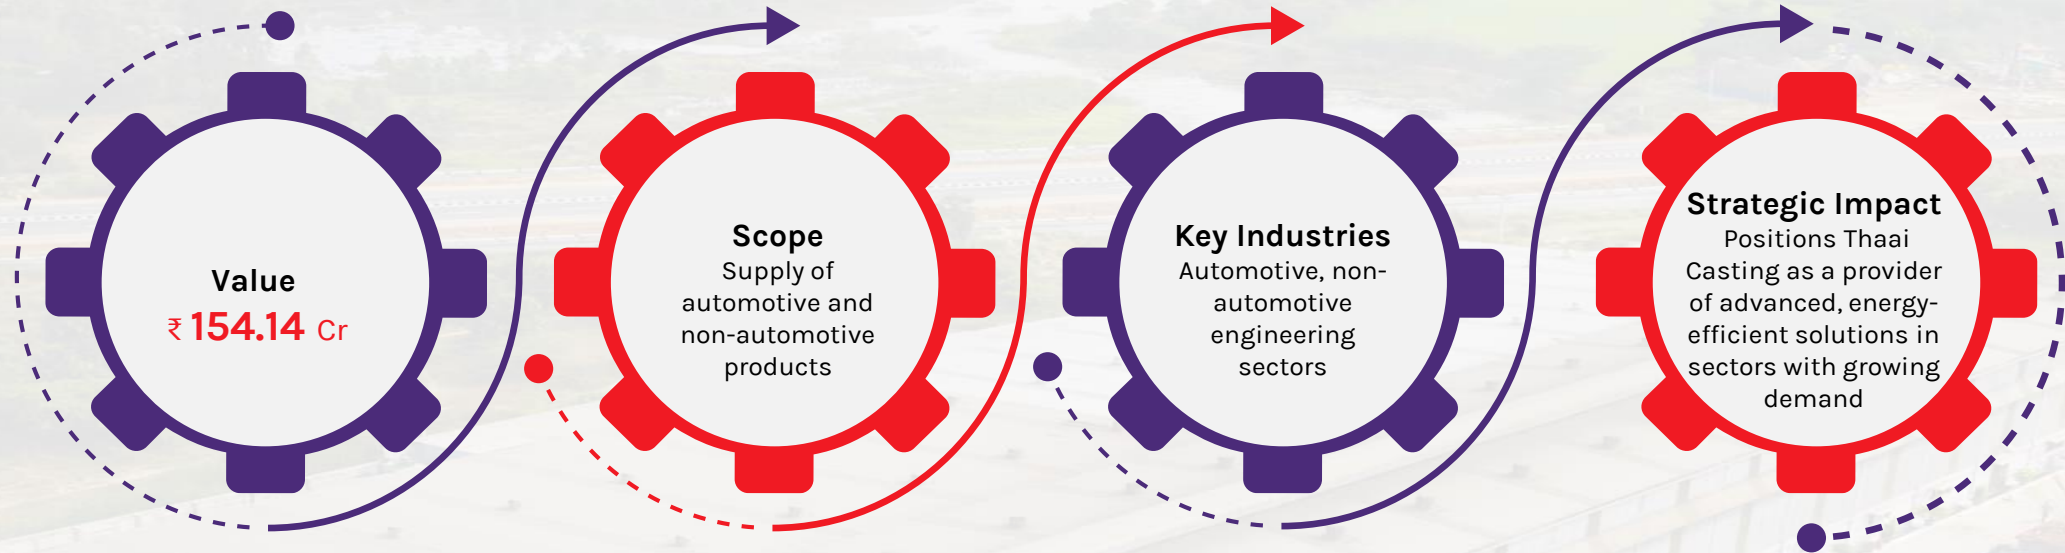 Value
₹ 154.14 Cr
Scope
Supply of
automotive and
non-automotive
products
Key Industries
Automotive, non-
automotive
engineering
sectors
Strategic Impact
Positions Thaai
Casting as a provider
of advanced, energy-
efficient solutions in
sectors with growing
demand